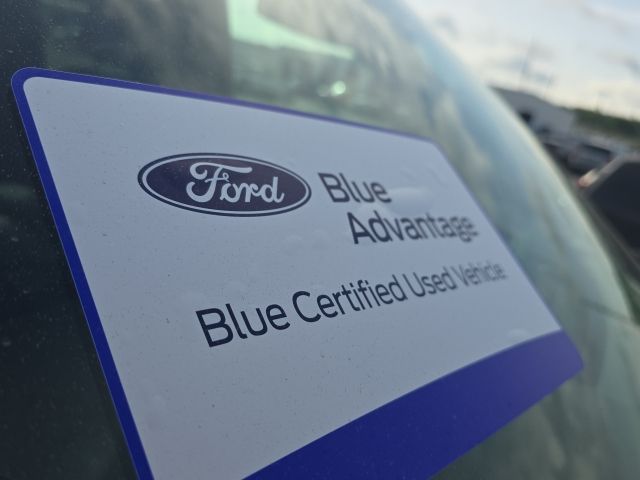 Ford
Blue
Advantage
Blue Certified Used Vehicle